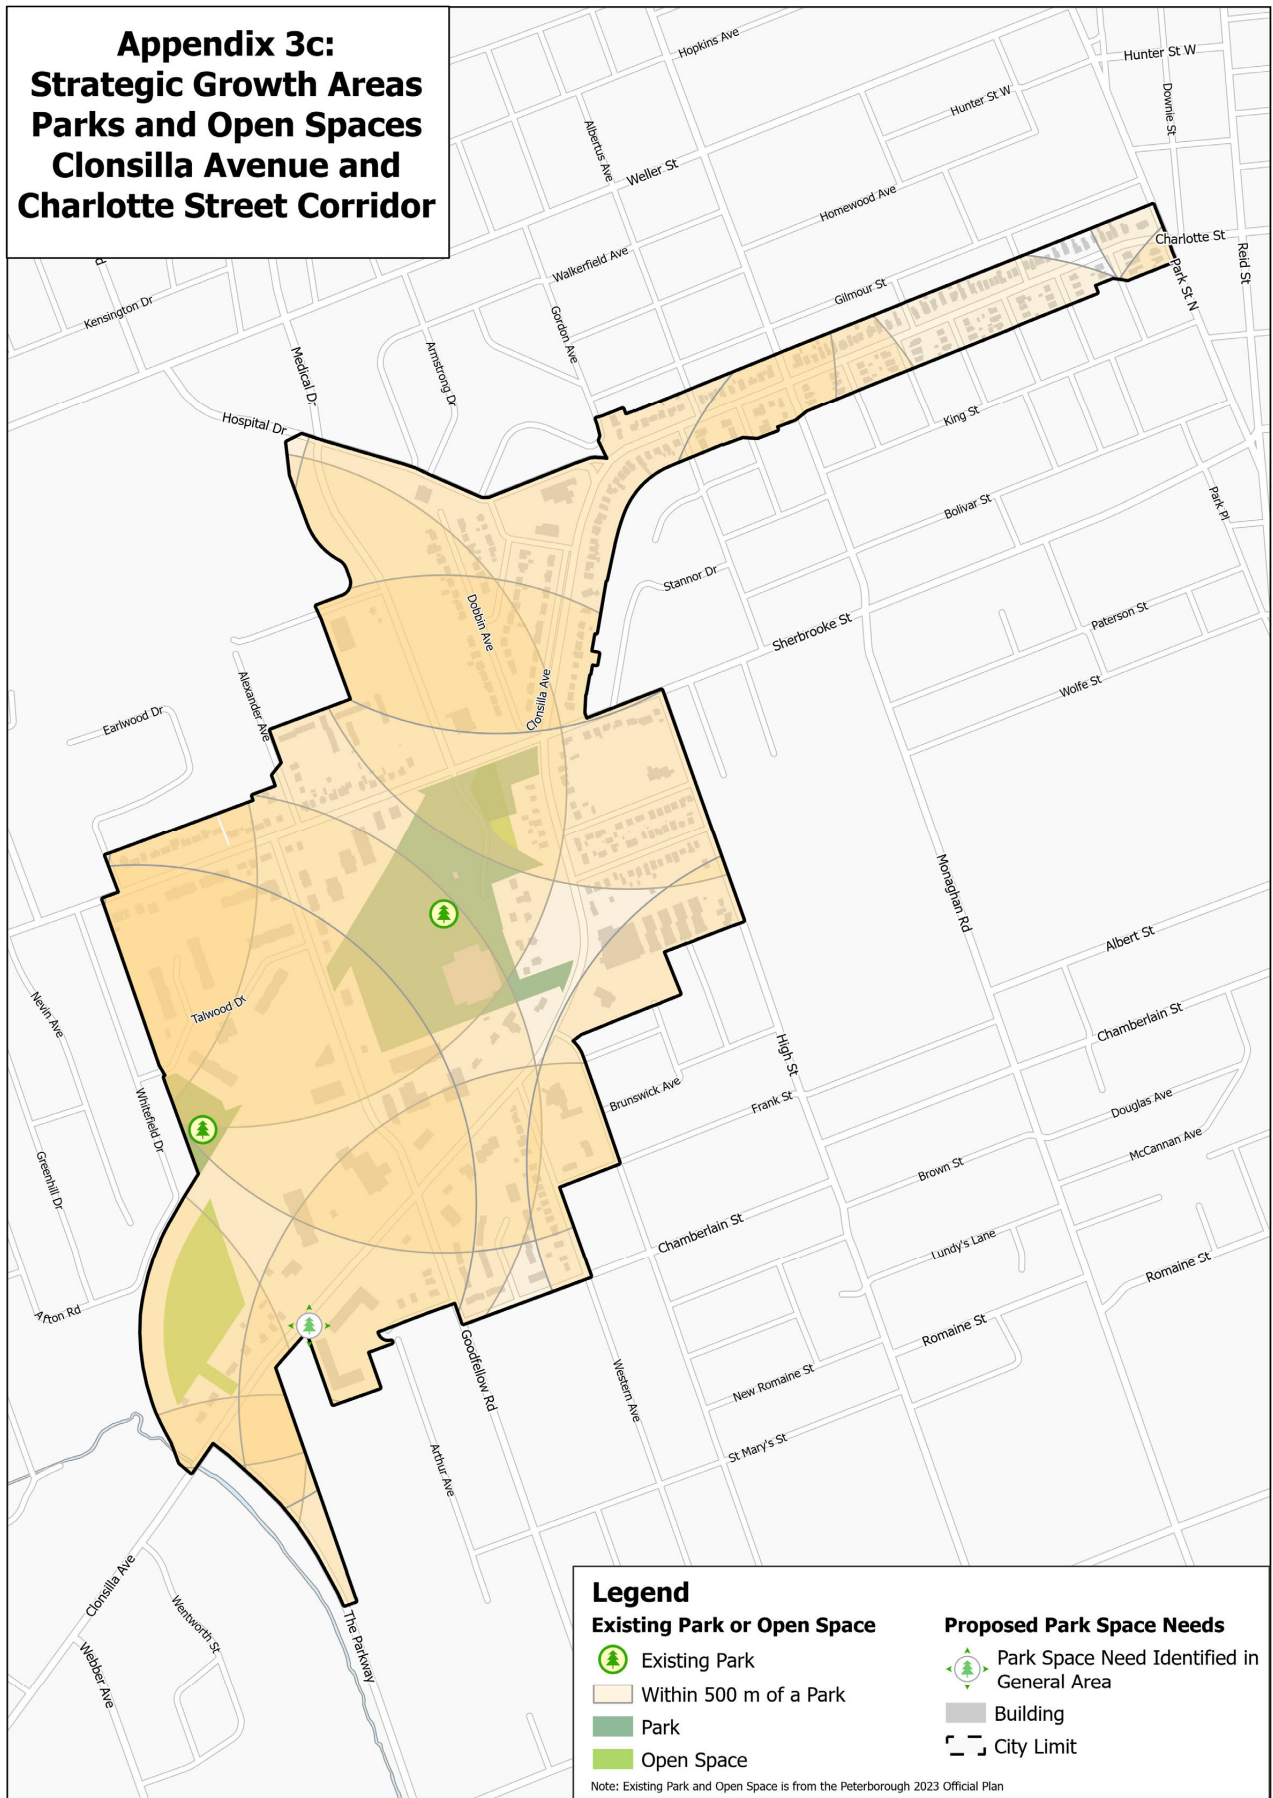 Appendix 3c:
Strategic Growth Areas
Parks and Open Spaces
Clonsilla Avenue and
Charlotte Street Corridor
Hopkins Ave
Hunter St W
Hunter St W
Downie St
Albertus Ave
Weller St
Homewood Ave
Charlotte St
Reid St
Park St N
Walkerfield Ave
Gilmour St
Kensington Dr
Gordon Ave
Medical Dr
Armstrong Dr
Hospital Dr
King St
Bolivar St
Park Pl
Stannor Dr
Sherbrooke St
Paterson St
Wolfe St
Dobbin Ave
Clonsilla Ave
Alexander Ave
Earlwood Dr
Monaghan Rd
Albert St
Chamberlain St
Nevin Ave
Talwood Dr
High St
Brunswick Ave
Frank St
Douglas Ave
McCannan Ave
Whitefield Dr
Greenhill Dr
Brown St
Chamberlain St
Lundy's Lane
Romaine St
Afton Rd
Romaine St
Goodfellow Rd
Western Ave
New Romaine St
St Mary's St
Arthur Ave
Clonsilla Ave
Wentworth St
Webber Ave
The Parkway
Legend
Existing Park or Open Space
Existing Park
Within 500 m of a Park
Park
Open Space
Proposed Park Space Needs
Park Space Need Identified in
General Area
Building
City Limit
Note: Existing Park and Open Space is from the Peterborough 2023 Official Plan